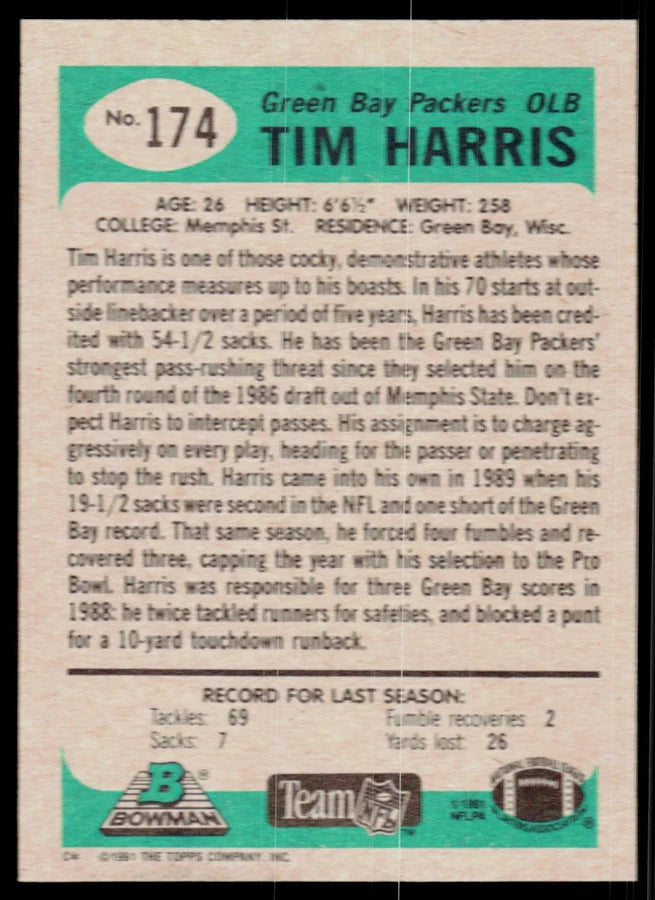 No. 174
Green Bay Packers OLB
TIM HARRIS
AGE: 26 HEIGHT: 6'6½" WEIGHT: 258
COLLEGE: Memphis St. RESIDENCE: Green Bay, Wisc.
Tim Harris is one of those cocky, demonstrative athletes whose
performance measures up to his boasts. In his 70 starts at out-
side linebacker over a period of five years, Harris has been cred-
ited with 54-1/2 sacks. He has been the Green Bay Packers'
strongest pass-rushing threat since they selected him on the
fourth round of the 1986 draft out of Memphis State. Don't ex-
pect Harris to intercept passes. His assignment is to charge ag-
gressively on every play, heading for the passer or penetrating
to stop the rush. Harris came into his own in 1989 when his
19-1/2 sacks were second in the NFL and one short of the Green
Bay record. That same season, he forced four fumbles and re-
covered three, capping the year with his selection to the Pro
Bowl. Harris was responsible for three Green Bay scores in
1988: he twice tackled runners for safeties, and blocked a punt
for a 10-yard touchdown runback.
RECORD FOR LAST SEASON:
Tackles: 69 Fumble recoveries 2
Sacks: 7 Yards lost: 26
B ®
BOWMAN
Team NFL ™
© 1991
NFLPA
NATIONAL FOOTBALL LEAGUE
PLAYERS ASSOCIATION ®
C* ©1991 THE TOPPS COMPANY, INC.